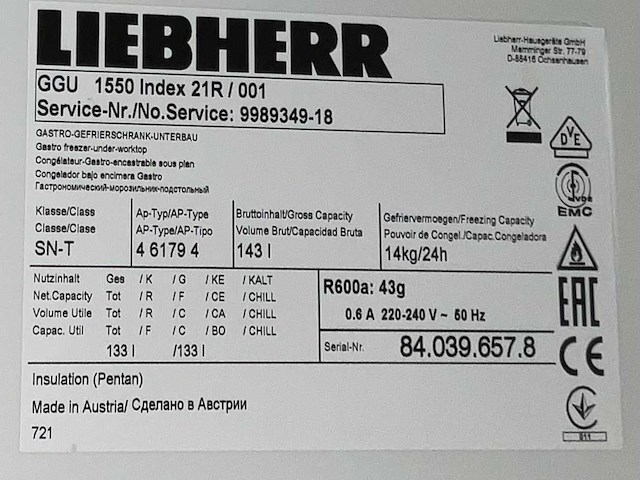 LIEBHERR
Liebherr-Hausgeräte GmbH
Memminger Str. 77-79
D-88416 Ochsenhausen
GGU 1550 Index 21R / 001
Service-Nr./No.Service: 9989349-18
GASTRO-GEFRIERSCHRANK-UNTERBAU
Gastro freezer-under-worktop
Congélateur-Gastro-encastrable sous plan
Congelador bajo encimera Gastro
Гастрономический-морозильник-подстольный
Klasse/Class
Classe/Clase
SN-T
Ap-Typ/AP-Type
AP-Type/AP-Tipo
4 6179 4
Bruttoinhalt/Gross Capacity
Volume Brut/Capacidad Bruta
143 l
Gefriervermoegen/Freezing Capacity
Pouvoir de Congel./Capac.Congeladora
14kg/24h
Nutzinhalt Ges / K / G / KE / KALT
Net.Capacity Tot / R / F / CE / CHILL
Volume Utile Tot / R / C / CA / CHILL
Capac. Util Tot / F / C / BO / CHILL
133 l /133 l
R600a: 43g
0.6 A 220-240 V ~ 50 Hz
Serial-Nr. 84.039.657.8
Insulation (Pentan)
Made in Austria/ Сделано в Австрии
721
DVE
VDE
EMC
EAC
CE
011